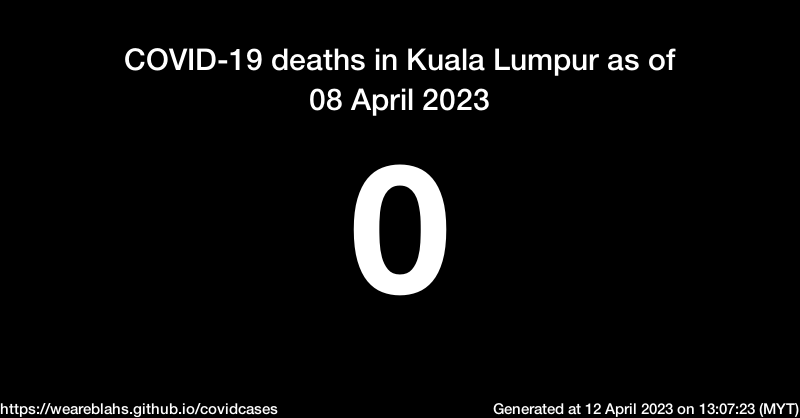 COVID-19 deaths in Kuala Lumpur as of
08 April 2023
0
https://weareblahs.github.io/covidcases
Generated at 12 April 2023 on 13:07:23 (MYT)